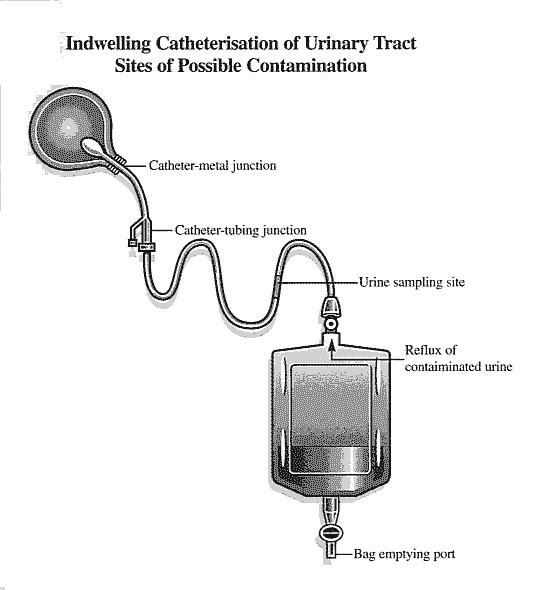 Indwelling Catheterisation of Urinary Tract
Sites of Possible Contamination
Catheter-metal junction
Catheter-tubing junction
Urine sampling site
Reflux of
contaiminated urine
Bag emptying port